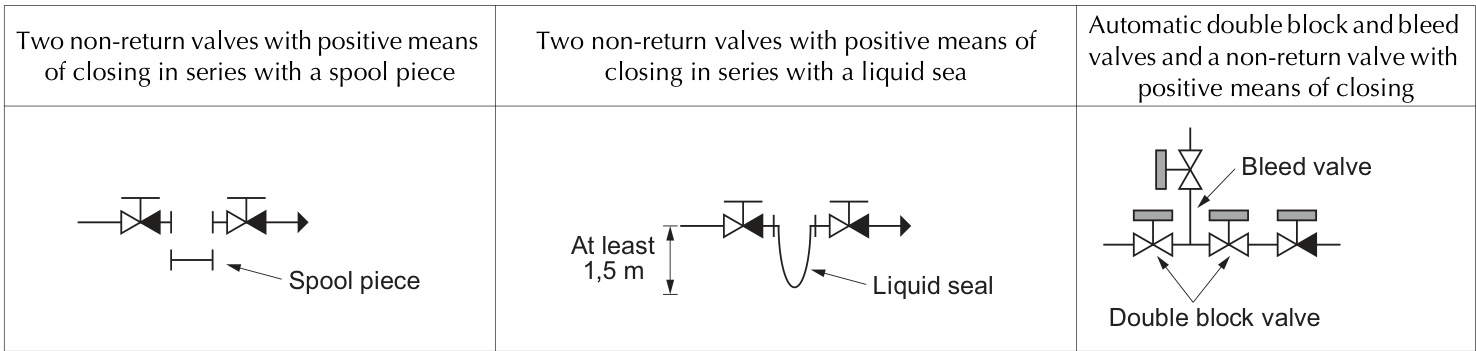 Two non-return valves with positive means
of closing in series with a spool piece
Two non-return valves with positive means of
closing in series with a liquid sea
Automatic double block and bleed
valves and a non-return valve with
positive means of closing
Spool piece
At least
1,5 m
Liquid seal
Bleed valve
Double block valve